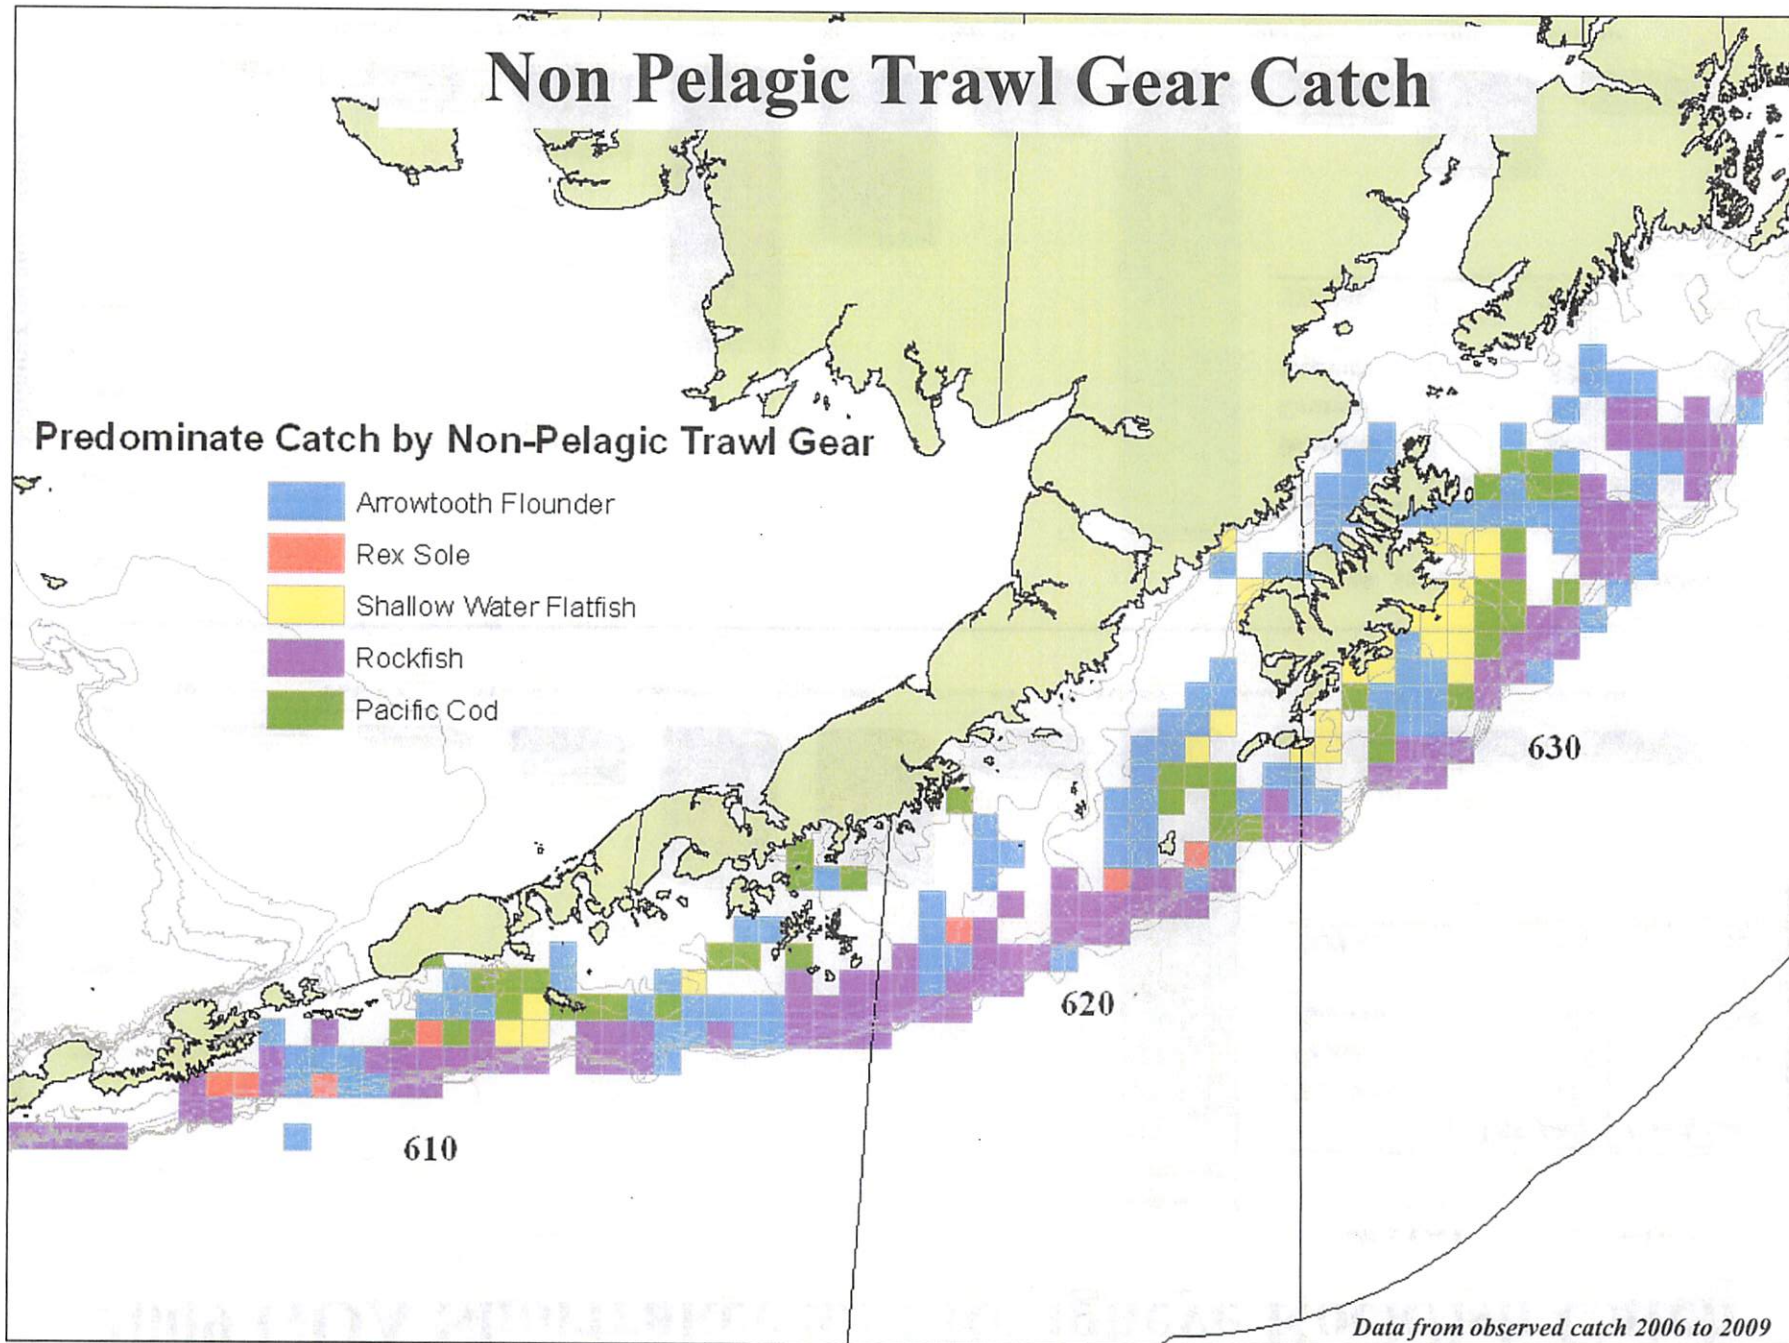 Non Pelagic Trawl Gear Catch
Predominate Catch by Non-Pelagic Trawl Gear
Arrowtooth Flounder
Rex Sole
Shallow Water Flatfish
Rockfish
Pacific Cod
630
620
610
Data from observed catch 2006 to 2009